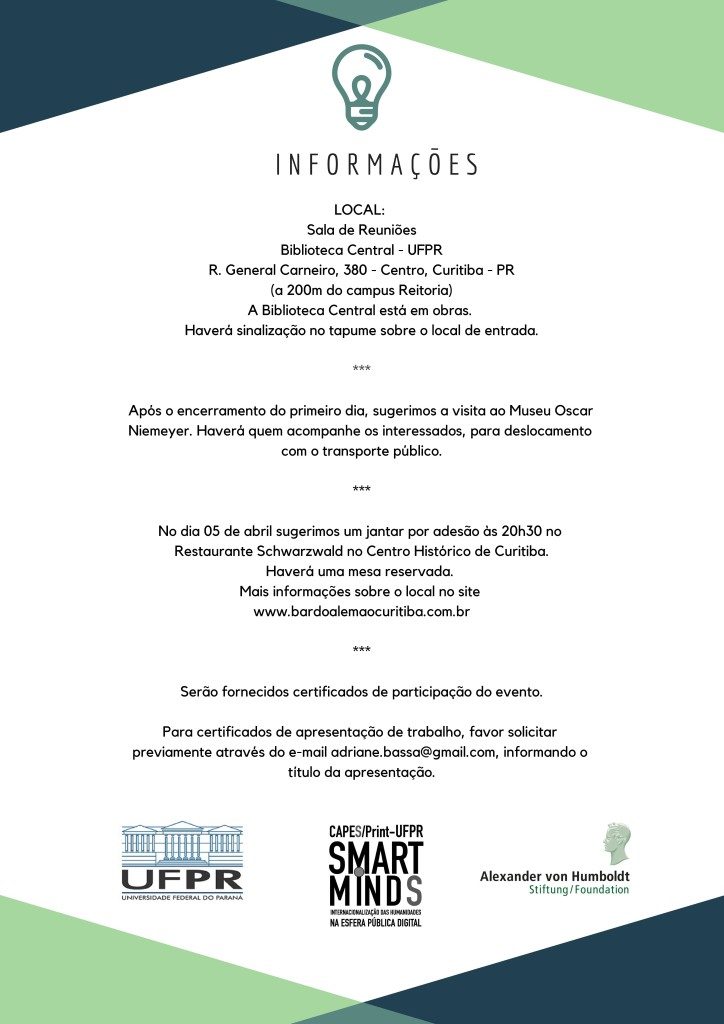 INFORMAÇÕES
LOCAL:
Sala de Reuniões
Biblioteca Central - UFPR
R. General Carneiro, 380 - Centro, Curitiba - PR
(a 200m do campus Reitoria)
A Biblioteca Central está em obras.
Haverá sinalização no tapume sobre o local de entrada.
***
Após o encerramento do primeiro dia, sugerimos a visita ao Museu Oscar
Niemeyer. Haverá quem acompanhe os interessados, para deslocamento
com o transporte público.
***
No dia 05 de abril sugerimos um jantar por adesão às 20h30 no
Restaurante Schwarzwald no Centro Histórico de Curitiba.
Haverá uma mesa reservada.
Mais informações sobre o local no site
www.bardoalemaocuritiba.com.br
***
Serão fornecidos certificados de participação do evento.
Para certificados de apresentação de trabalho, favor solicitar
previamente através do e-mail adriane.bassa@gmail.com, informando o
título da apresentação.
UFPR
UNIVERSIDADE FEDERAL DO PARANÁ
CAPES/Print-UFPR
SMART
MINDS
INTERNACIONALIZAÇÃO DAS HUMANIDADES
NA ESFERA PÚBLICA DIGITAL
Alexander von Humboldt
Stiftung/Foundation